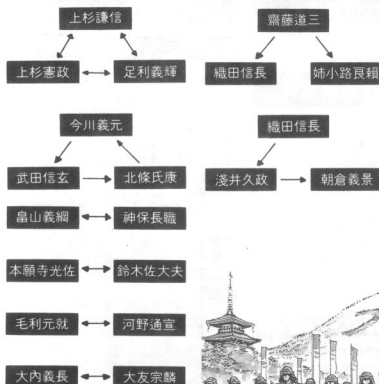 上杉謙信
上杉憲政
足利義輝
今川義元
武田信玄
北條氏康
畠山義綱
神保長職
本願寺光佐
鈴木佐大夫
毛利元就
河野通宣
大內義長
大友宗麟
齋藤道三
織田信長
姉小路良賴
織田信長
淺井久政
朝倉義景